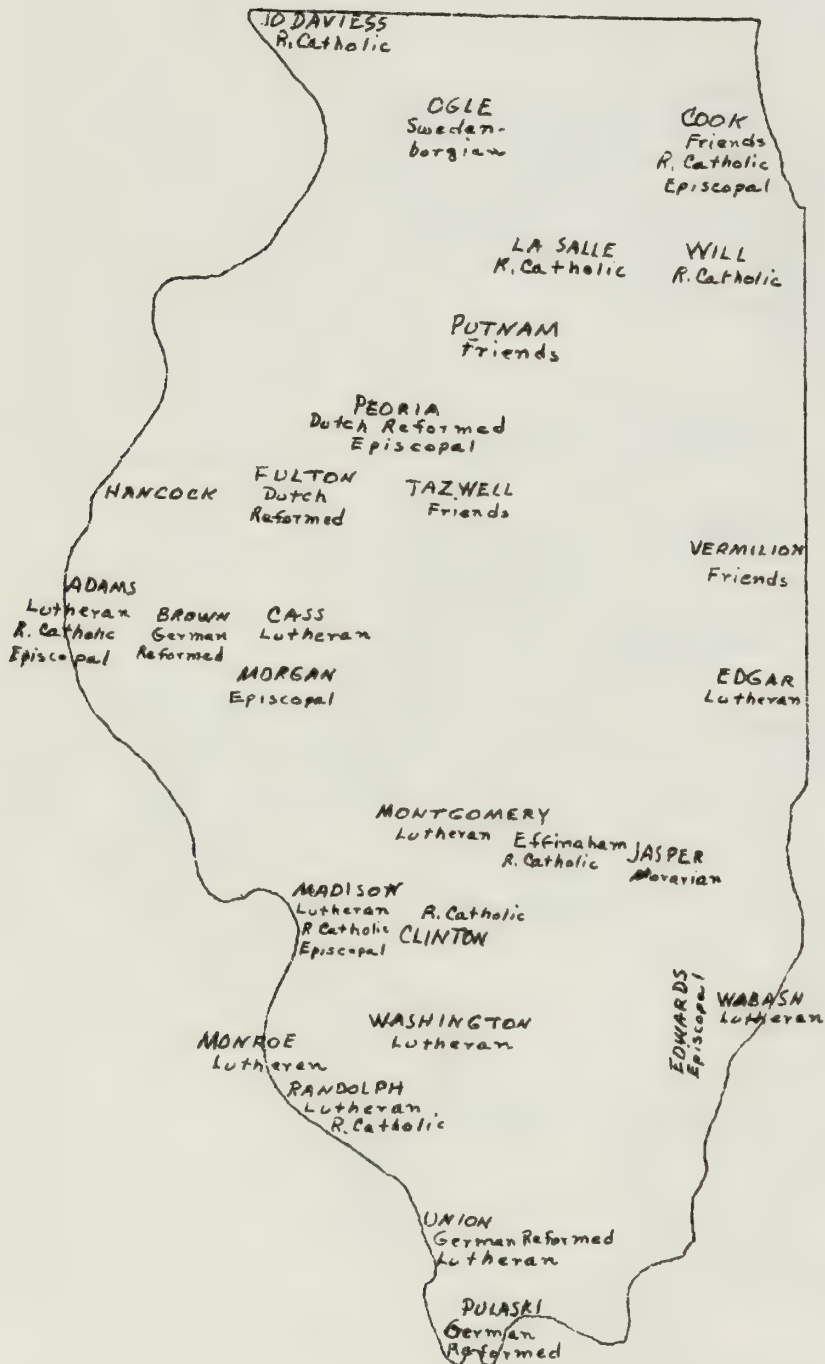 JO DAVIESS
R. Catholic
OGLE
Sweden-
borgian
COOK
Friends
R. Catholic
Episcopal
LA SALLE
R. Catholic
WILL
R. Catholic
PUTNAM
Friends
PEORIA
Dutch Reformed
Episcopal
HANCOCK
FULTON
Dutch
Reformed
TAZWELL
Friends
VERMILION
Friends
ADAMS
Lutheran
R. Catholic
Episcopal
BROWN
German
Reformed
CASS
Lutheran
MORGAN
Episcopal
EDGAR
Lutheran
MONTGOMERY
Lutheran
Effinaham
R. Catholic
JASPER
Moravian
MADISON
Lutheran
R Catholic
Episcopal
R. Catholic
CLINTON
EDWARDS
Episcopal
WABASH
Lutheran
MONROE
Lutheran
WASHINGTON
Lutheran
RANDOLPH
Lutheran
R. Catholic
UNION
German Reformed
Lutheran
PULASKI
German
Reformed